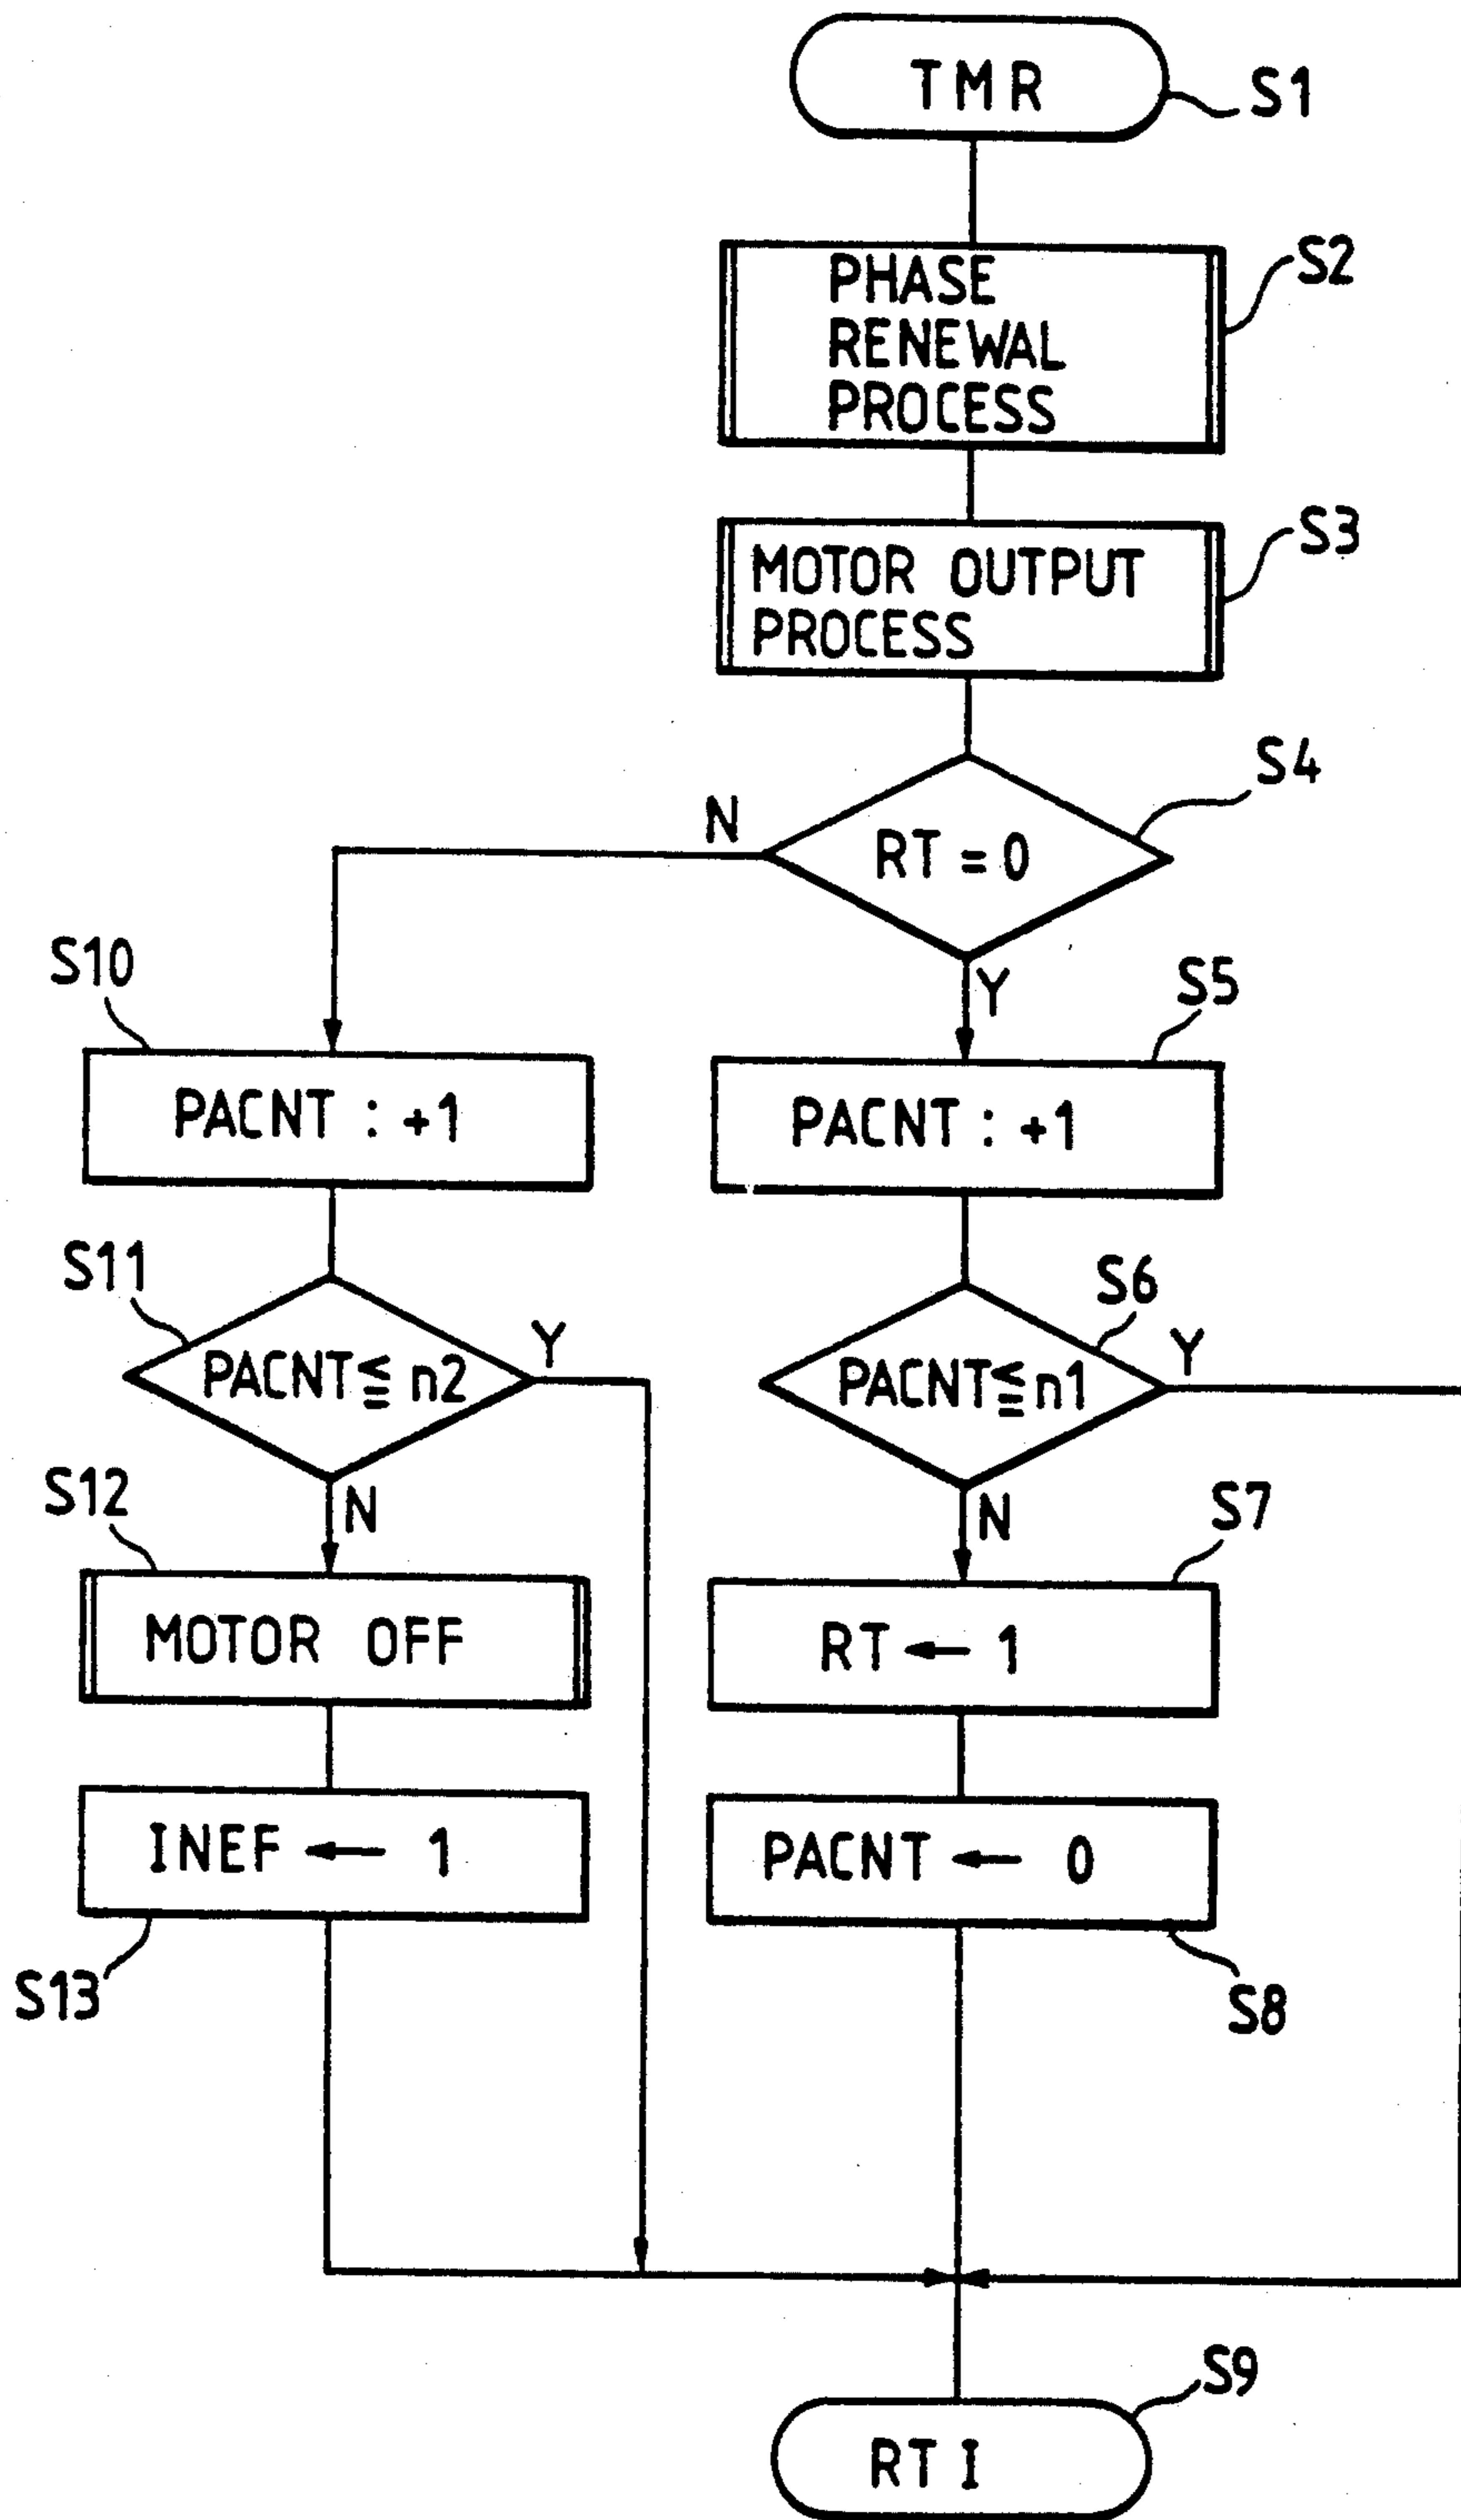 TMR
S1
PHASE
RENEWAL
PROCESS
S2
MOTOR OUTPUT
PROCESS
S3
S4
N
RT = 0
Y
S10
S5
PACNT : +1
PACNT : +1
S11
S6
PACNT ≦ n2
Y
PACNT ≦ n1
Y
S12
N
N
S7
MOTOR OFF
RT ← 1
INEF ← 1
PACNT ← 0
S13
S8
S9
RTI